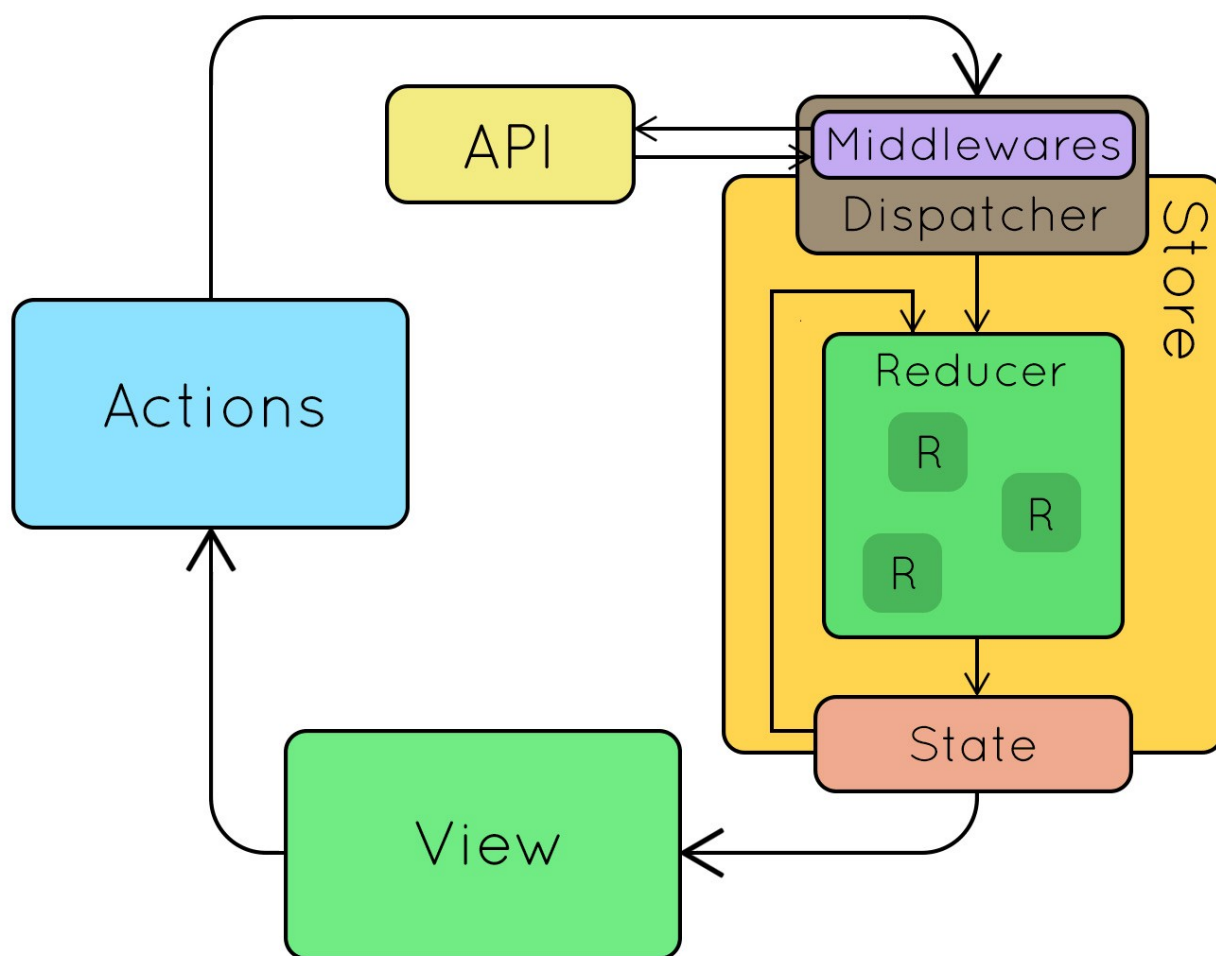 API
Middlewares
Dispatcher
Store
Actions
Reducer
R
R
R
State
View